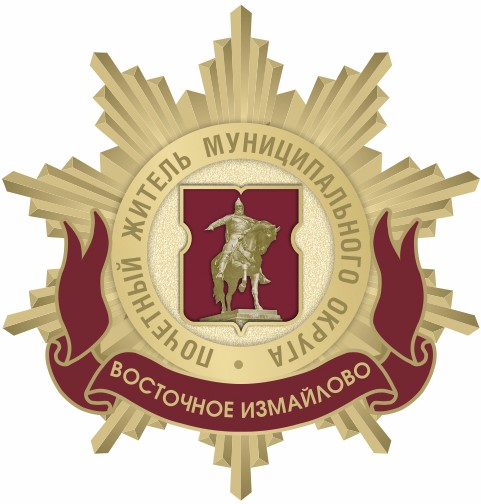 ПОЧЕТНЫЙ ЖИТЕЛЬ МУНИЦИПАЛЬНОГО ОКРУГА
ВОСТОЧНОЕ ИЗМАЙЛОВО